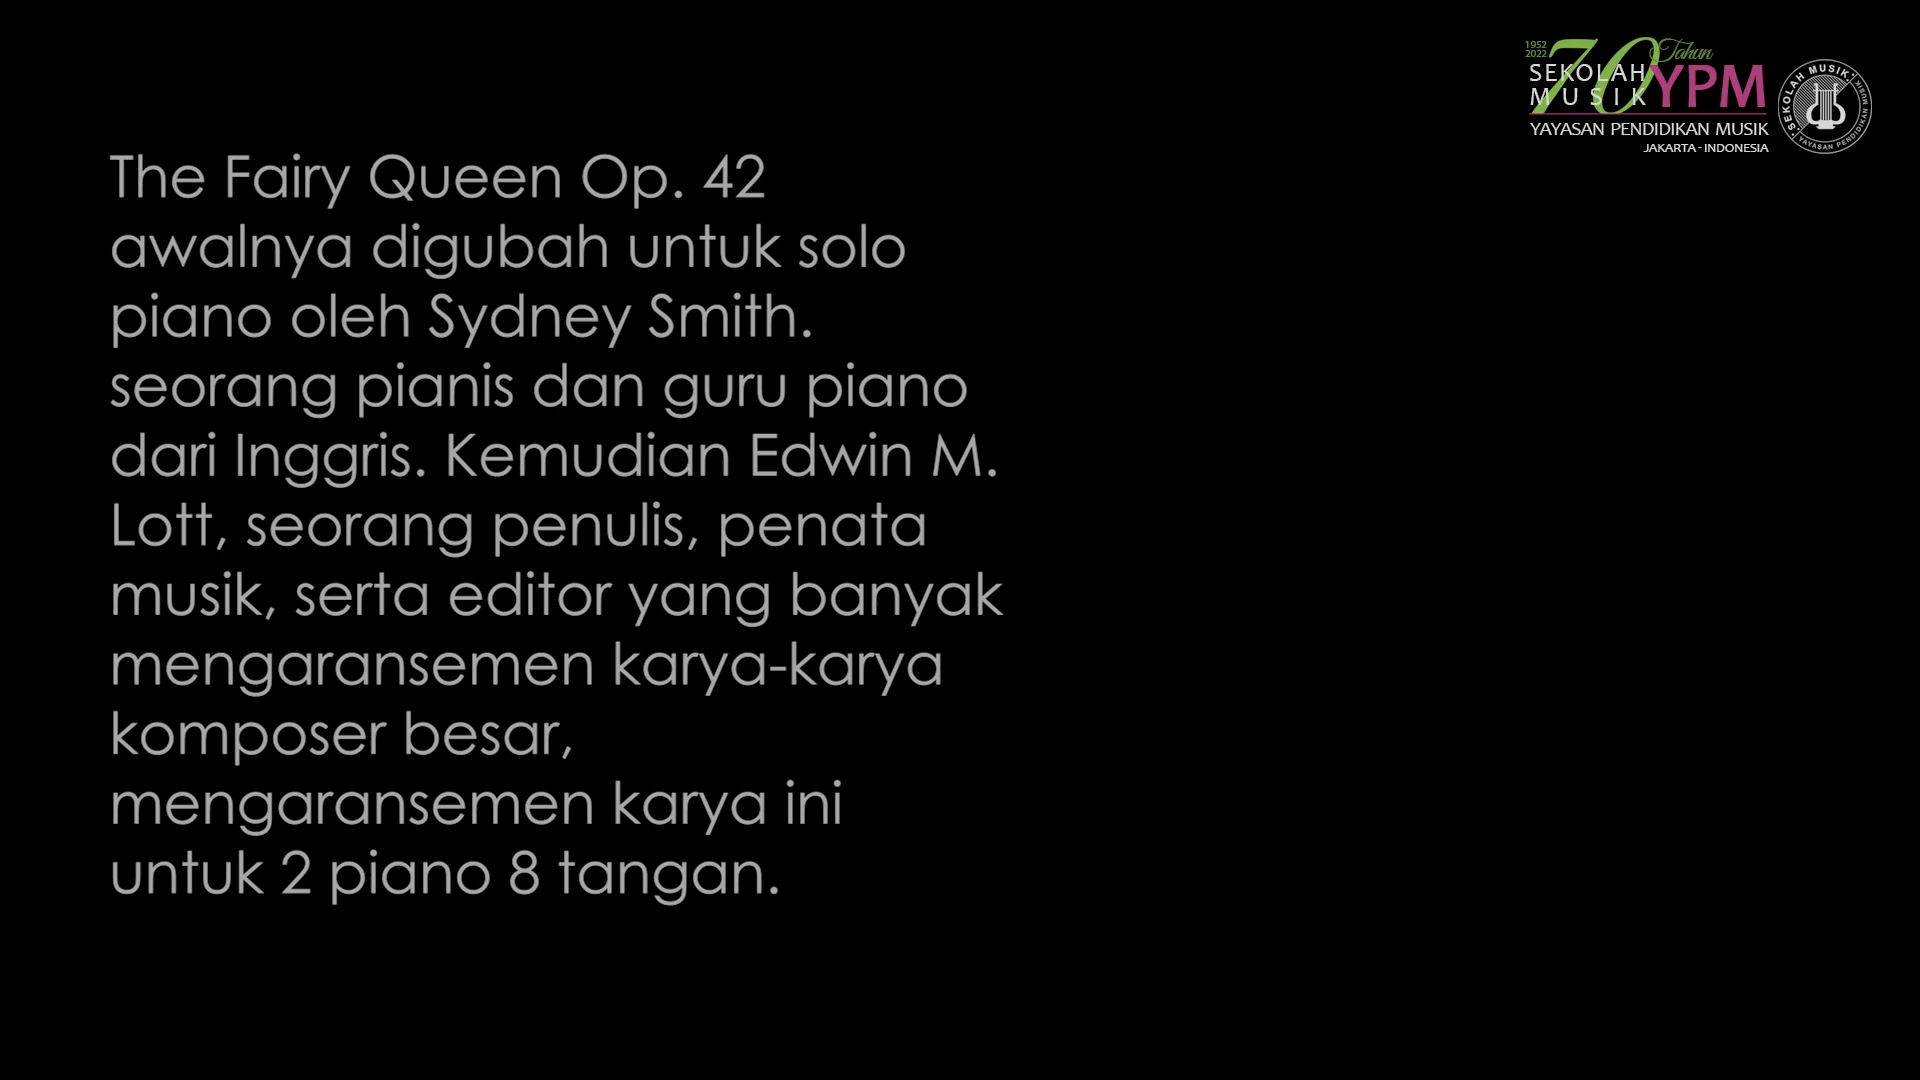 1952
2022
70 Tahun
SEKOLAH
MUSIK
YPM
YAYASAN PENDIDIKAN MUSIK
JAKARTA - INDONESIA
SEKOLAH MUSIK
YAYASAN PENDIDIKAN MUSIK
The Fairy Queen Op. 42
awalnya digubah untuk solo
piano oleh Sydney Smith.
seorang pianis dan guru piano
dari Inggris. Kemudian Edwin M.
Lott, seorang penulis, penata
musik, serta editor yang banyak
mengaransemen karya-karya
komposer besar,
mengaransemen karya ini
untuk 2 piano 8 tangan.